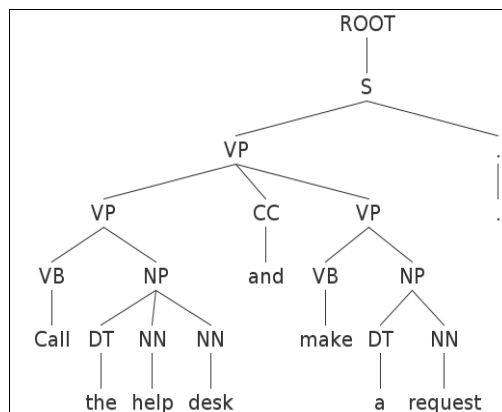 ROOT
S
VP .
VP CC VP .
VB NP and VB NP
Call DT NN NN make DT NN
the help desk a request